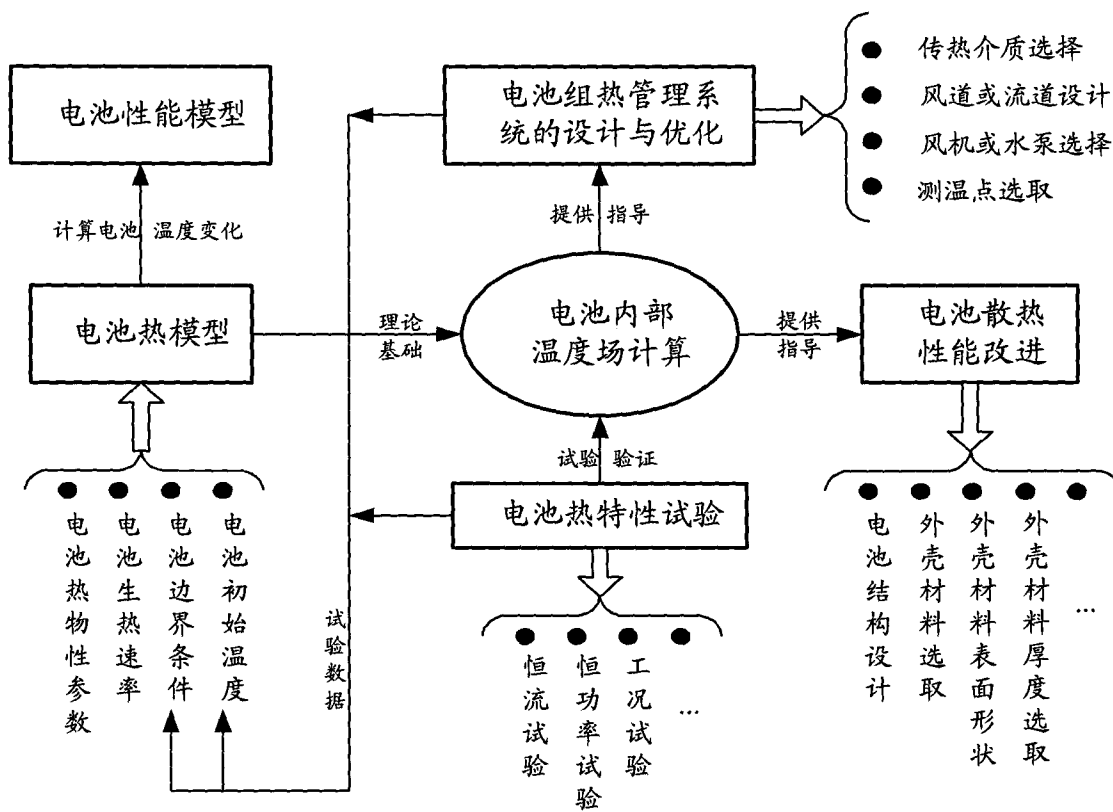 电池性能模型
电池组热管理系
统的设计与优化
传热介质选择
风道或流道设计
风机或水泵选择
测温点选取
计算电池 温度变化
提供 指导
电池热模型
理论
基础
电池内部
温度场计算
提供
指导
电池散热
性能改进
试验 验证
电池热特性试验
电池热物性参数
电池生热速率
电池边界条件
电池初始温度
试验数据
恒流试验
恒功率试验
工况试验
...
电池结构设计
外壳材料选取
外壳材料表面形状
外壳材料厚度选取
...